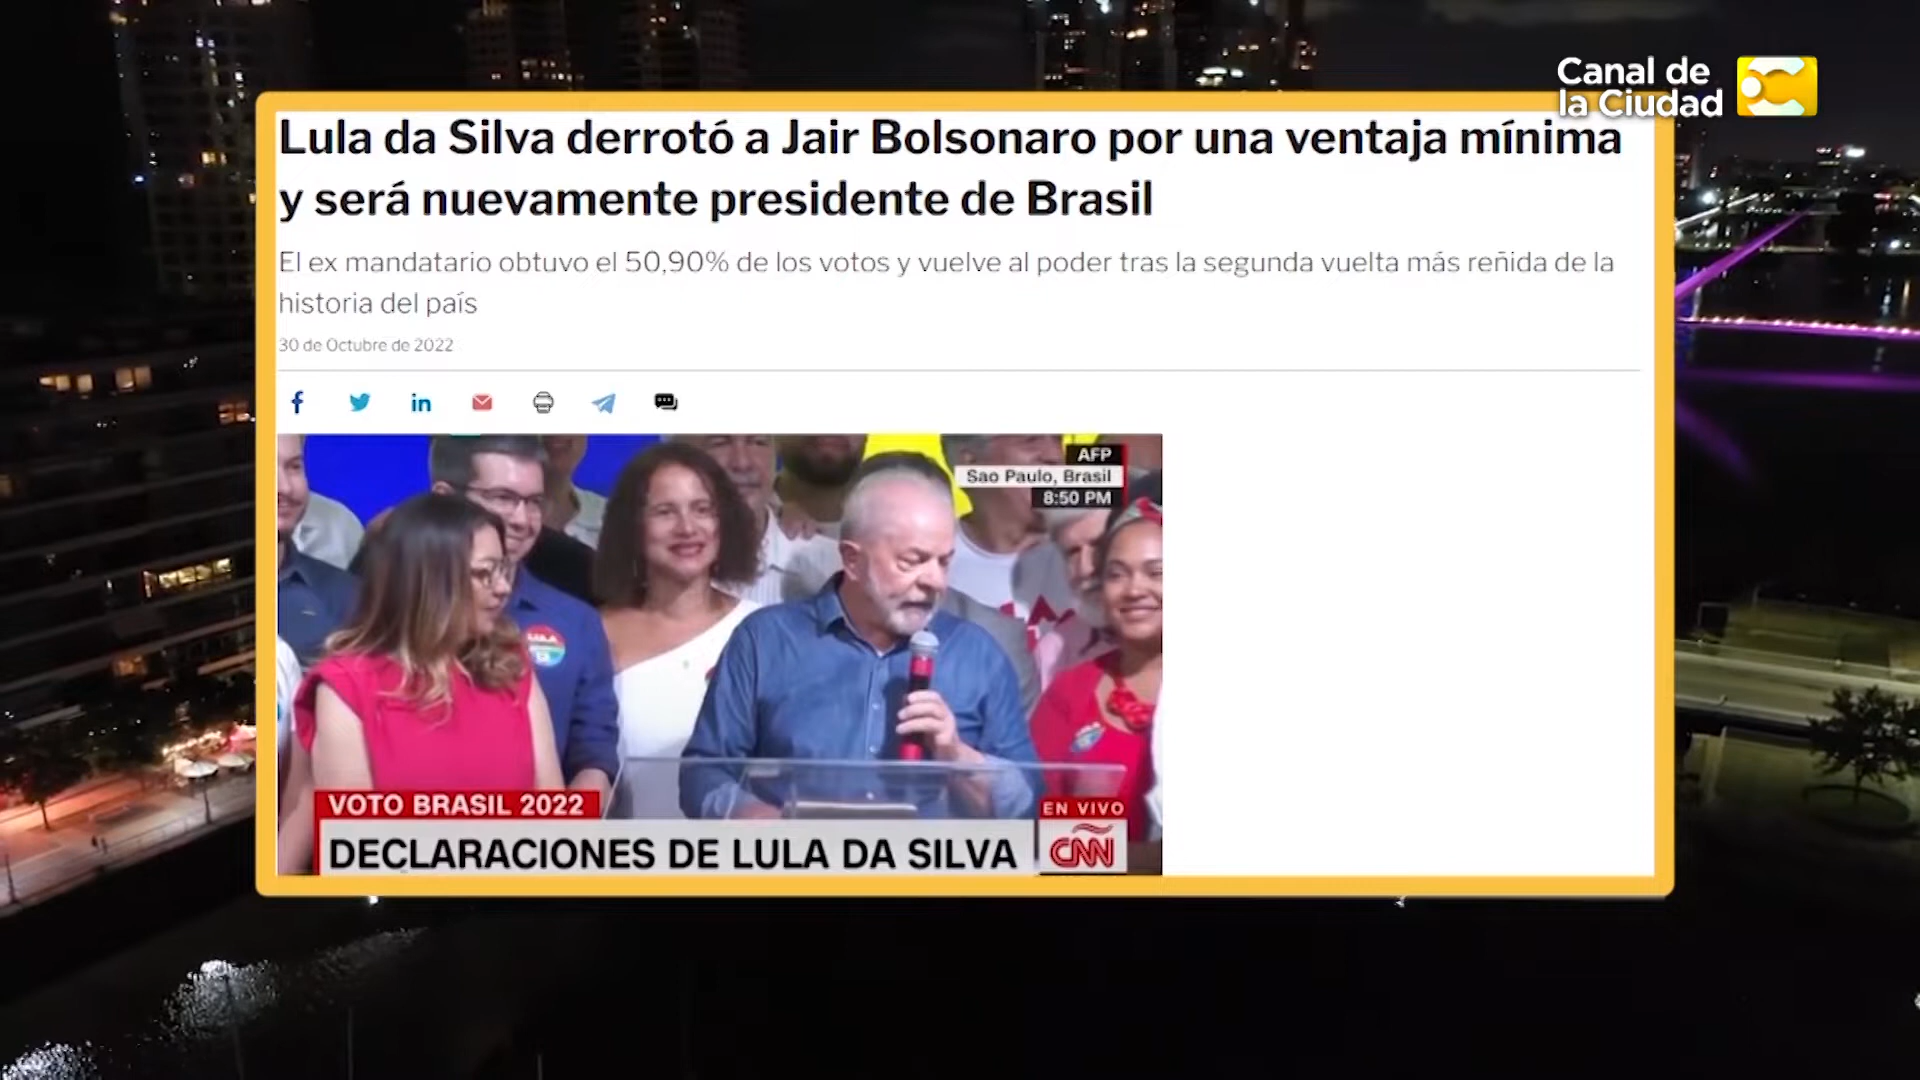 Canal de
la Ciudad
Lula da Silva derrotó a Jair Bolsonaro por una ventaja mínima
y será nuevamente presidente de Brasil
El ex mandatario obtuvo el 50,90% de los votos y vuelve al poder tras la segunda vuelta más reñida de la
historia del país
30 de Octubre de 2022
AFP
Sao Paulo, Brasil
8:50 PM
LULA
13
VOTO BRASIL 2022
EN VIVO
DECLARACIONES DE LULA DA SILVA
CNN